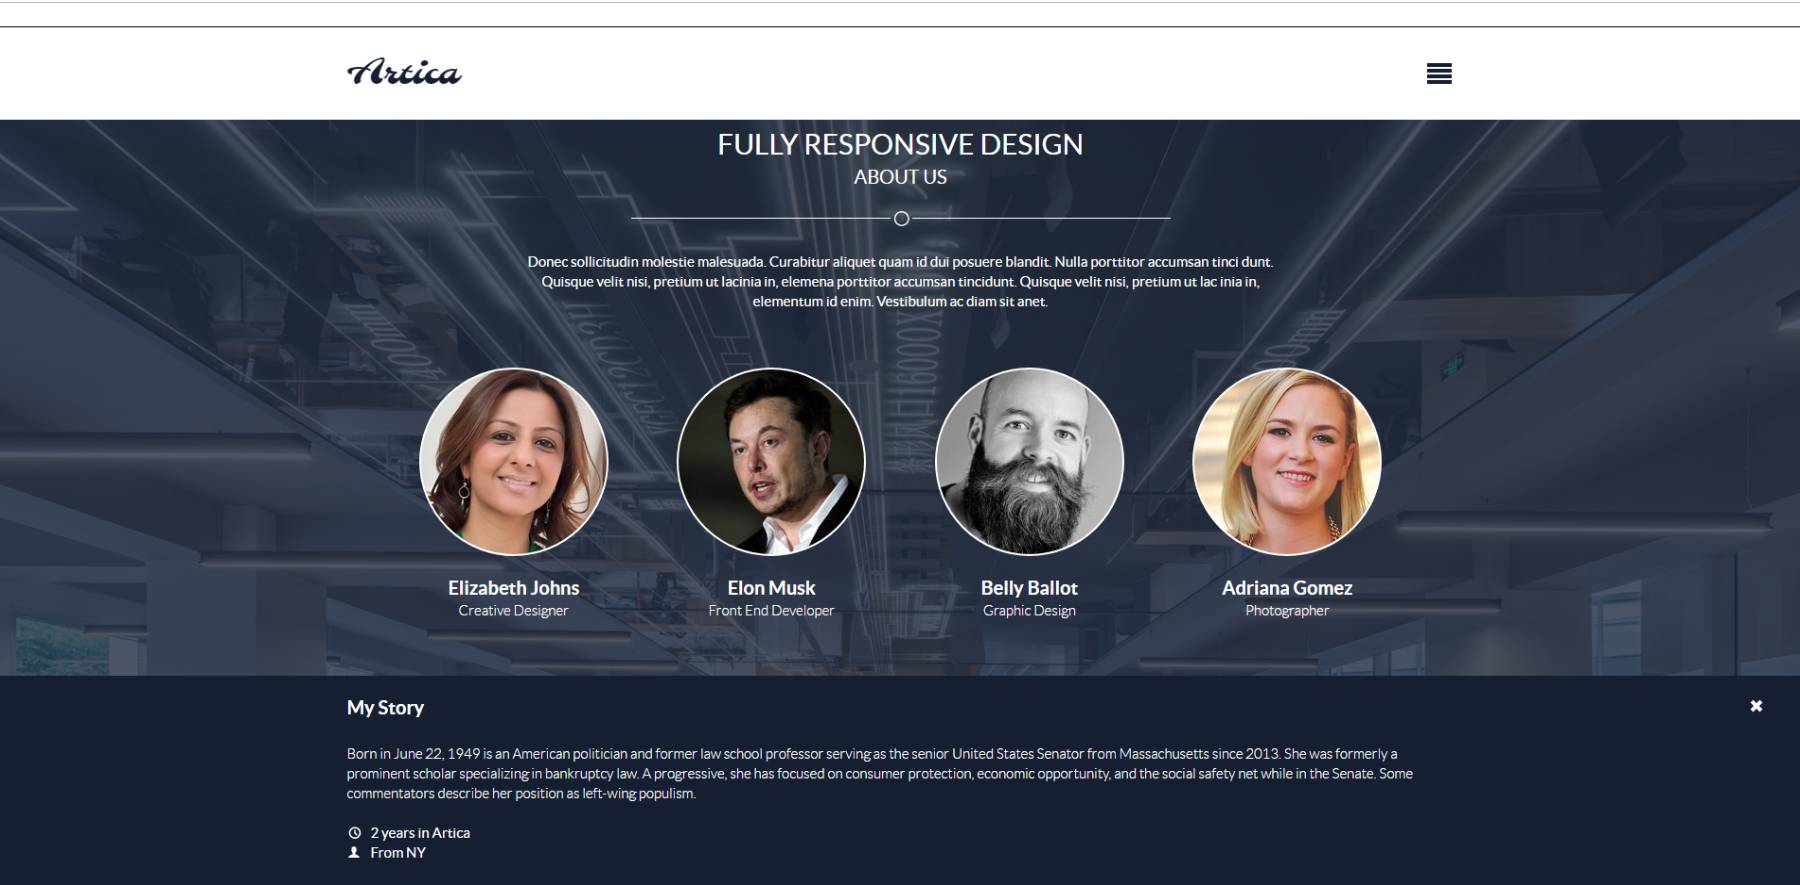 Artica
FULLY RESPONSIVE DESIGN
ABOUT US
Donec sollicitudin molestie malesuada. Curabitur aliquet quam id dui posuere blandit. Nulla porttitor accumsan tinci dunt.
Quisque velit nisi, pretium ut lacinia in, elemena porttitor accumsan tincidunt. Quisque velit nisi, pretium ut lac inia in,
elementum id enim. Vestibulum ac diam sit anet.
Elizabeth Johns
Creative Designer
Elon Musk
Front End Developer
Belly Ballot
Graphic Design
Adriana Gomez
Photographer
My Story
Born in June 22, 1949 is an American politician and former law school professor serving as the senior United States Senator from Massachusetts since 2013. She was formerly a
prominent scholar specializing in bankruptcy law. A progressive, she has focused on consumer protection, economic opportunity, and the social safety net while in the Senate. Some
commentators describe her position as left-wing populism.
2 years in Artica
From NY